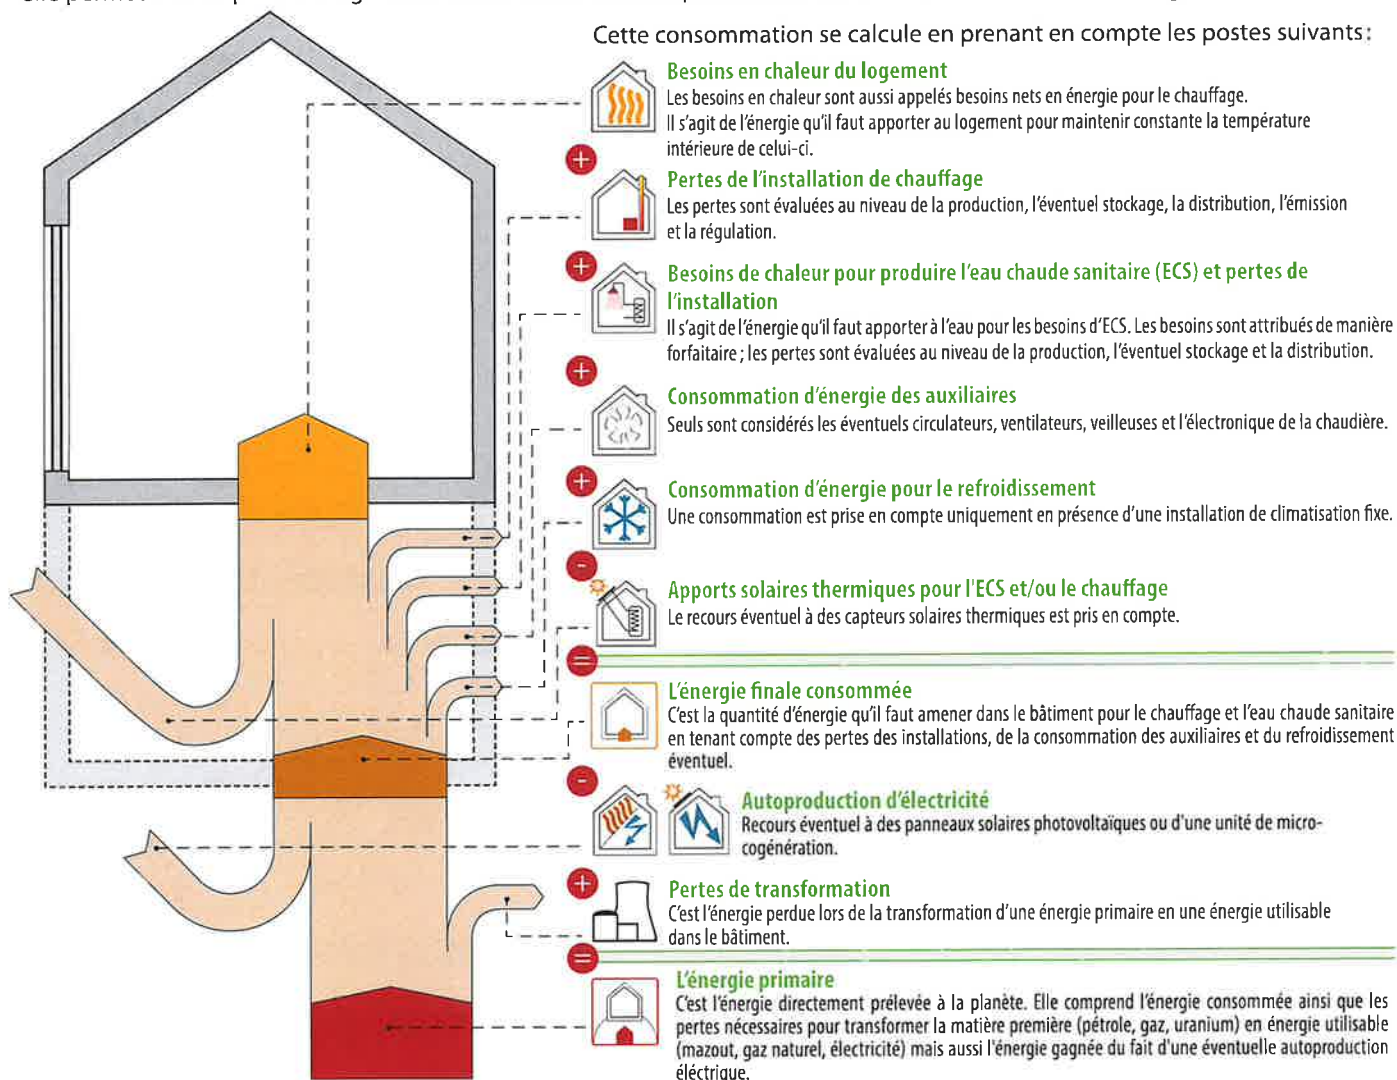 Cette consommation se calcule en prenant en compte les postes suivants :
Besoins en chaleur du logement
Les besoins en chaleur sont aussi appelés besoins nets en énergie pour le chauffage.
Il s'agit de l'énergie qu'il faut apporter au logement pour maintenir constante la température
intérieure de celui-ci.
+
Pertes de l'installation de chauffage
Les pertes sont évaluées au niveau de la production, l'éventuel stockage, la distribution, l'émission
et la régulation.
+
Besoins de chaleur pour produire l'eau chaude sanitaire (ECS) et pertes de
l'installation
Il s'agit de l'énergie qu'il faut apporter à l'eau pour les besoins d'ECS. Les besoins sont attribués de manière
forfaitaire ; les pertes sont évaluées au niveau de la production, l'éventuel stockage et la distribution.
+
Consommation d'énergie des auxiliaires
Seuls sont considérés les éventuels circulateurs, ventilateurs, veilleuses et l'électronique de la chaudière.
+
Consommation d'énergie pour le refroidissement
Une consommation est prise en compte uniquement en présence d'une installation de climatisation fixe.
-
Apports solaires thermiques pour l'ECS et/ou le chauffage
Le recours éventuel à des capteurs solaires thermiques est pris en compte.
=
L'énergie finale consommée
C'est la quantité d'énergie qu'il faut amener dans le bâtiment pour le chauffage et l'eau chaude sanitaire
en tenant compte des pertes des installations, de la consommation des auxiliaires et du refroidissement
éventuel.
-
Autoproduction d'électricité
Recours éventuel à des panneaux solaires photovoltaïques ou d'une unité de micro-
cogénération.
+
Pertes de transformation
C'est l'énergie perdue lors de la transformation d'une énergie primaire en une énergie utilisable
dans le bâtiment.
=
L'énergie primaire
C'est l'énergie directement prélevée à la planète. Elle comprend l'énergie consommée ainsi que les
pertes nécessaires pour transformer la matière première (pétrole, gaz, uranium) en énergie utilisable
(mazout, gaz naturel, électricité) mais aussi l'énergie gagnée du fait d'une éventuelle autoproduction
éléctrique.